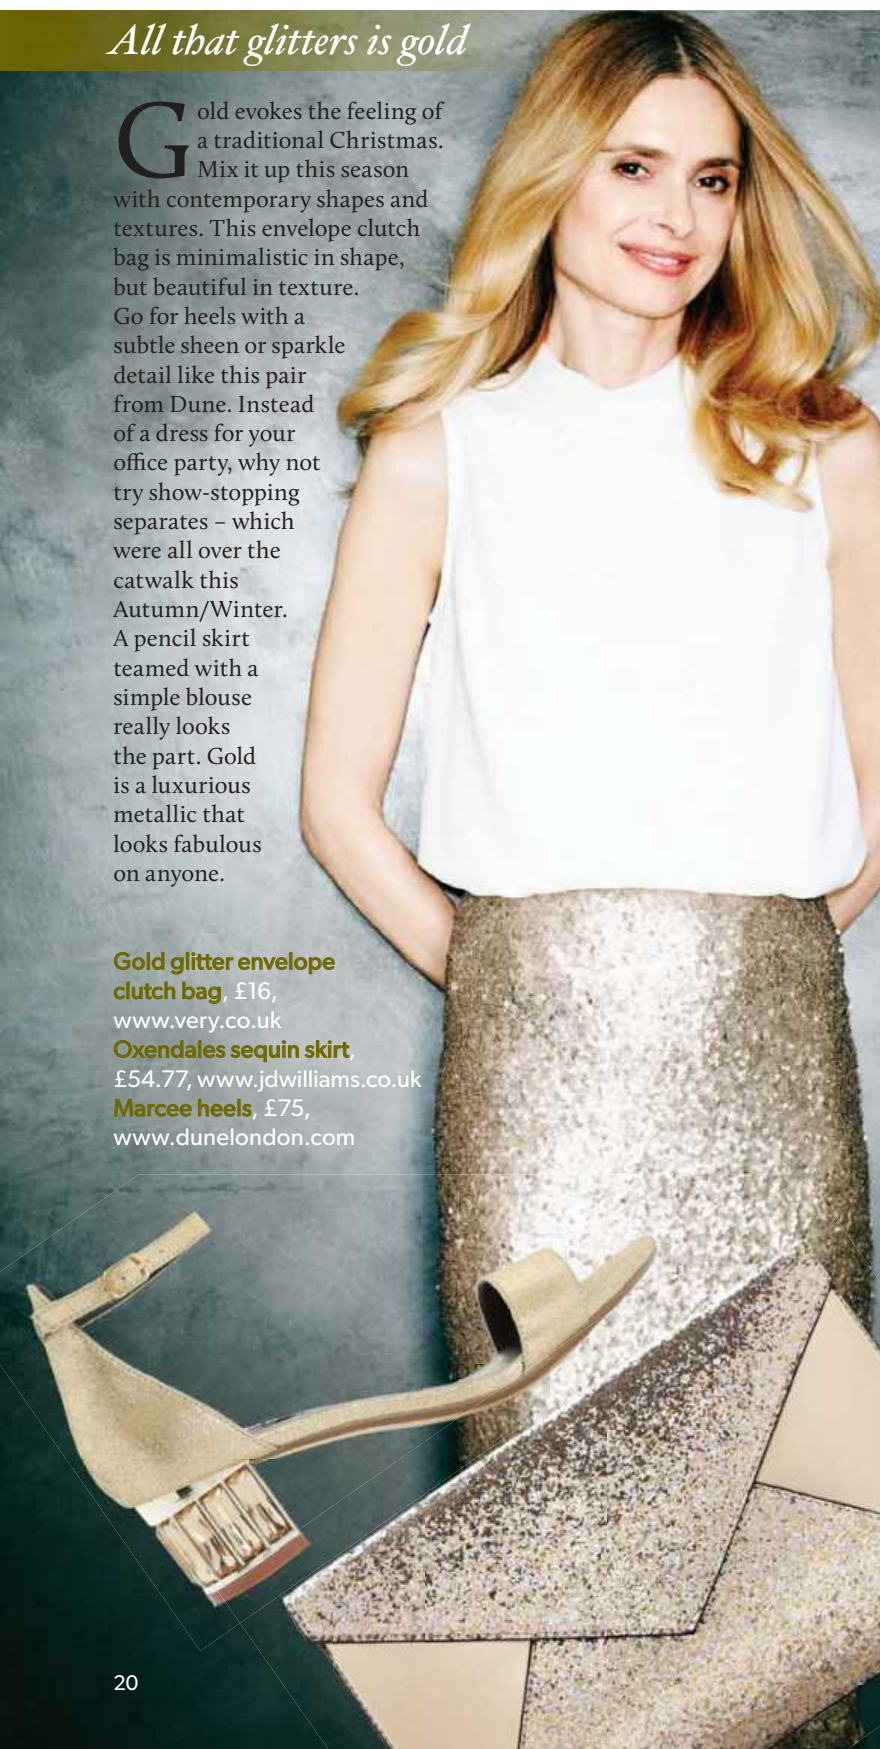 All that glitters is gold
Gold evokes the feeling of
a traditional Christmas.
Mix it up this season
with contemporary shapes and
textures. This envelope clutch
bag is minimalistic in shape,
but beautiful in texture.
Go for heels with a
subtle sheen or sparkle
detail like this pair
from Dune. Instead
of a dress for your
office party, why not
try show-stopping
separates – which
were all over the
catwalk this
Autumn/Winter.
A pencil skirt
teamed with a
simple blouse
really looks
the part. Gold
is a luxurious
metallic that
looks fabulous
on anyone.
Gold glitter envelope
clutch bag, £16,
www.very.co.uk
Oxendales sequin skirt,
£54.77, www.jdwilliams.co.uk
Marcee heels, £75,
www.dunelondon.com
20